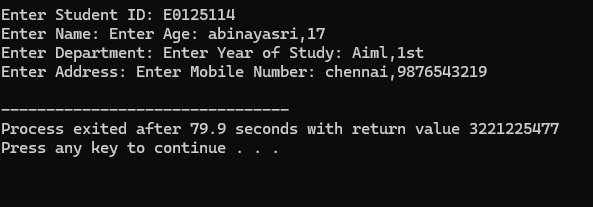 Enter Student ID: E0125114
Enter Name: Enter Age: abinayasri,17
Enter Department: Enter Year of Study: Aiml,1st
Enter Address: Enter Mobile Number: chennai,9876543219
--------------------------------
Process exited after 79.9 seconds with return value 3221225477
Press any key to continue . . .